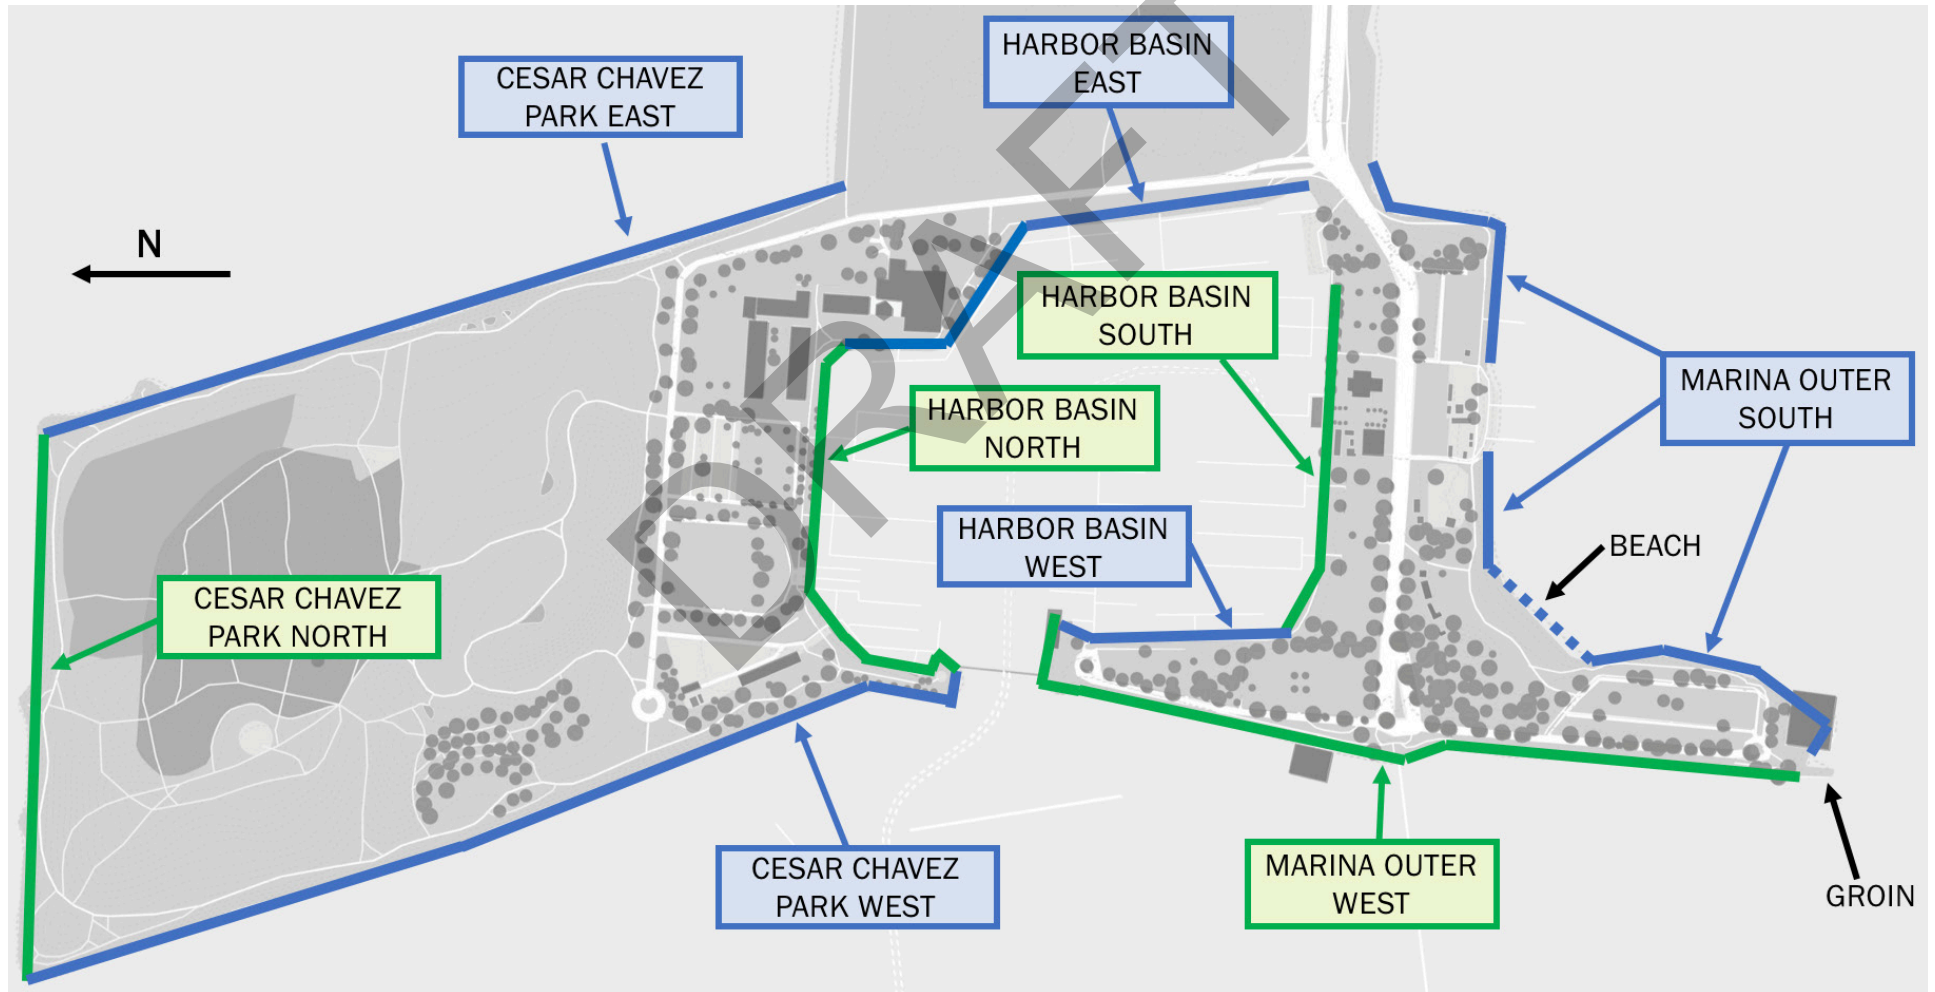 HARBOR BASIN
EAST
CESAR CHAVEZ
PARK EAST
N
HARBOR BASIN
SOUTH
MARINA OUTER
SOUTH
HARBOR BASIN
NORTH
HARBOR BASIN
WEST
BEACH
CESAR CHAVEZ
PARK NORTH
CESAR CHAVEZ
PARK WEST
MARINA OUTER
WEST
GROIN
DRAFT